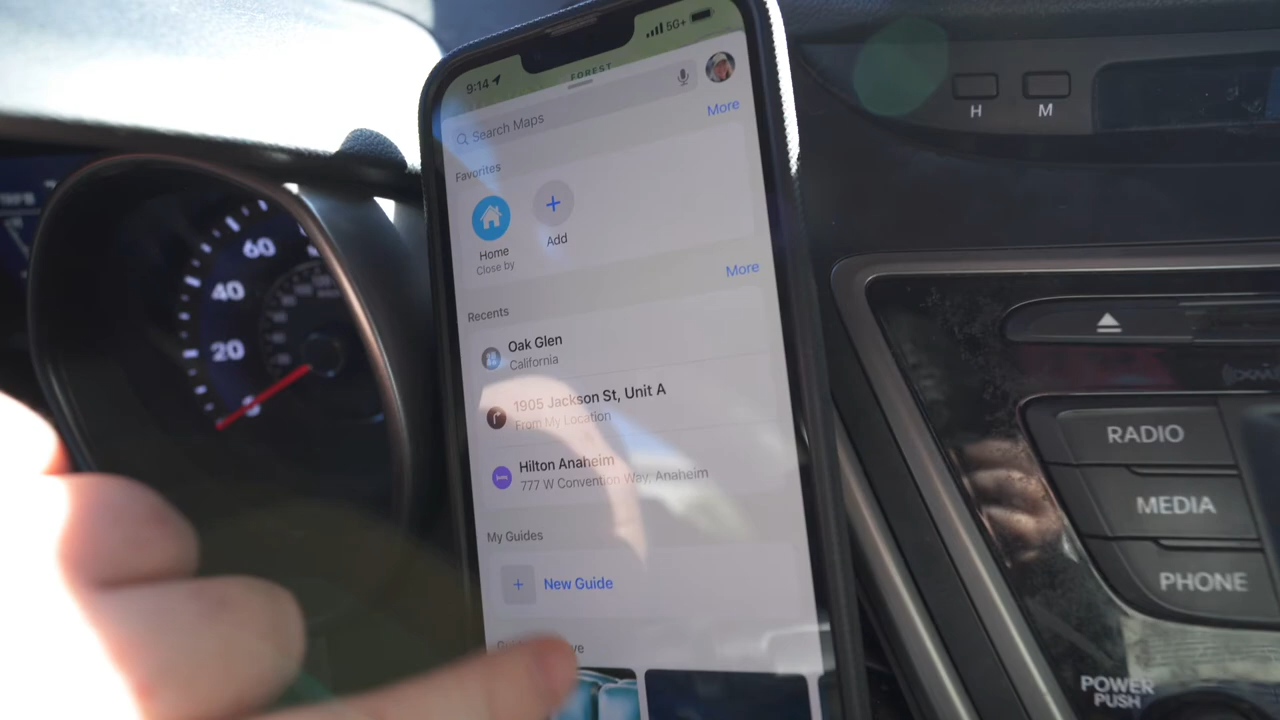 9:14
5G+
FOREST
Search Maps
More
Favorites
Home
Close by
Add
More
Recents
Oak Glen
California
1905 Jackson St, Unit A
From My Location
Hilton Anaheim
777 W Convention Way, Anaheim
My Guides
New Guide
60
40
20
0
H
M
RADIO
MEDIA
PHONE
POWER
PUSH